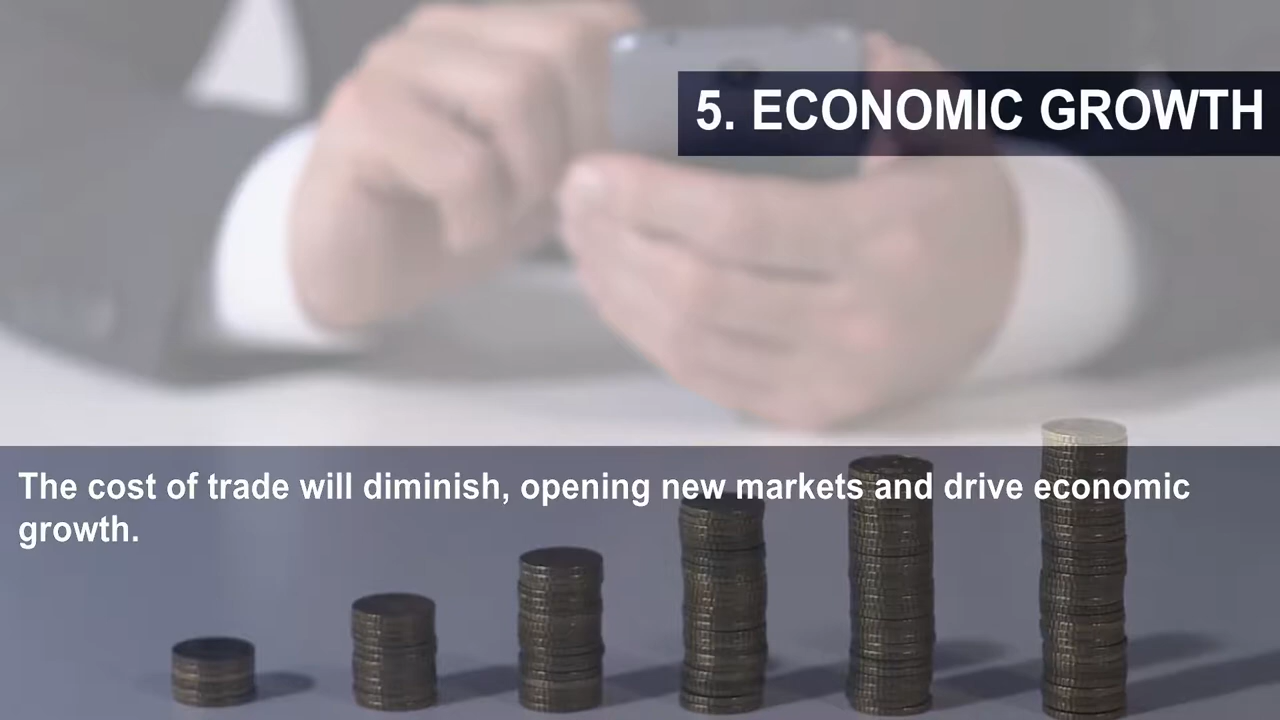 5. ECONOMIC GROWTH
The cost of trade will diminish, opening new markets and drive economic
growth.